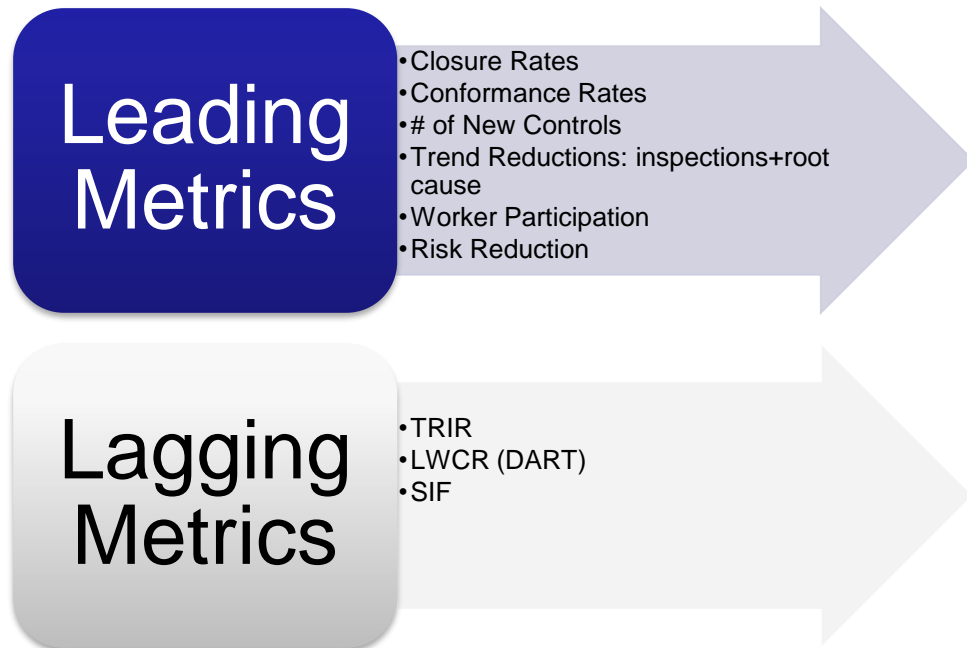 Leading
Metrics
•Closure Rates
•Conformance Rates
•# of New Controls
•Trend Reductions: inspections+root
cause
•Worker Participation
•Risk Reduction
Lagging
Metrics
•TRIR
•LWCR (DART)
•SIF